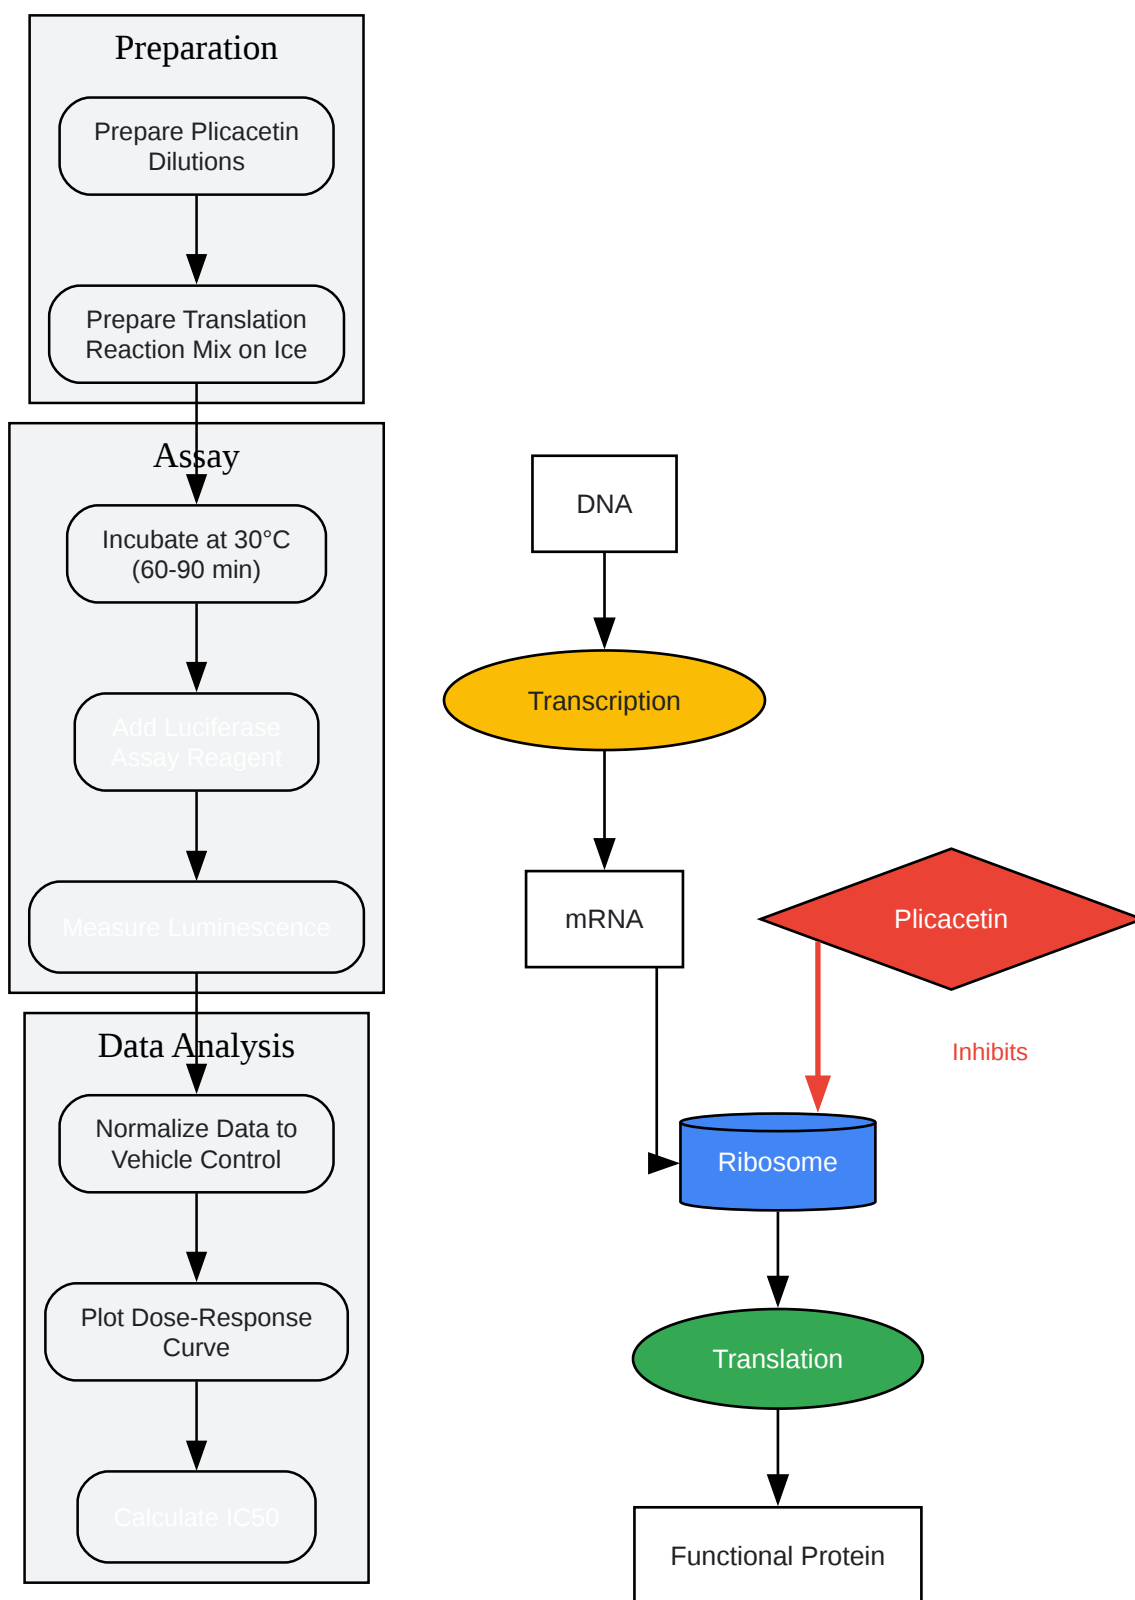 Preparation
Prepare Plicacetin
Dilutions
Prepare Translation
Reaction Mix on Ice
Assay
Incubate at 30°C
(60-90 min)
Add Luciferase
Assay Reagent
Measure Luminescence
Data Analysis
Normalize Data to
Vehicle Control
Plot Dose-Response
Curve
Calculate IC50
DNA
Transcription
mRNA
Plicacetin
Inhibits
Ribosome
Translation
Functional Protein